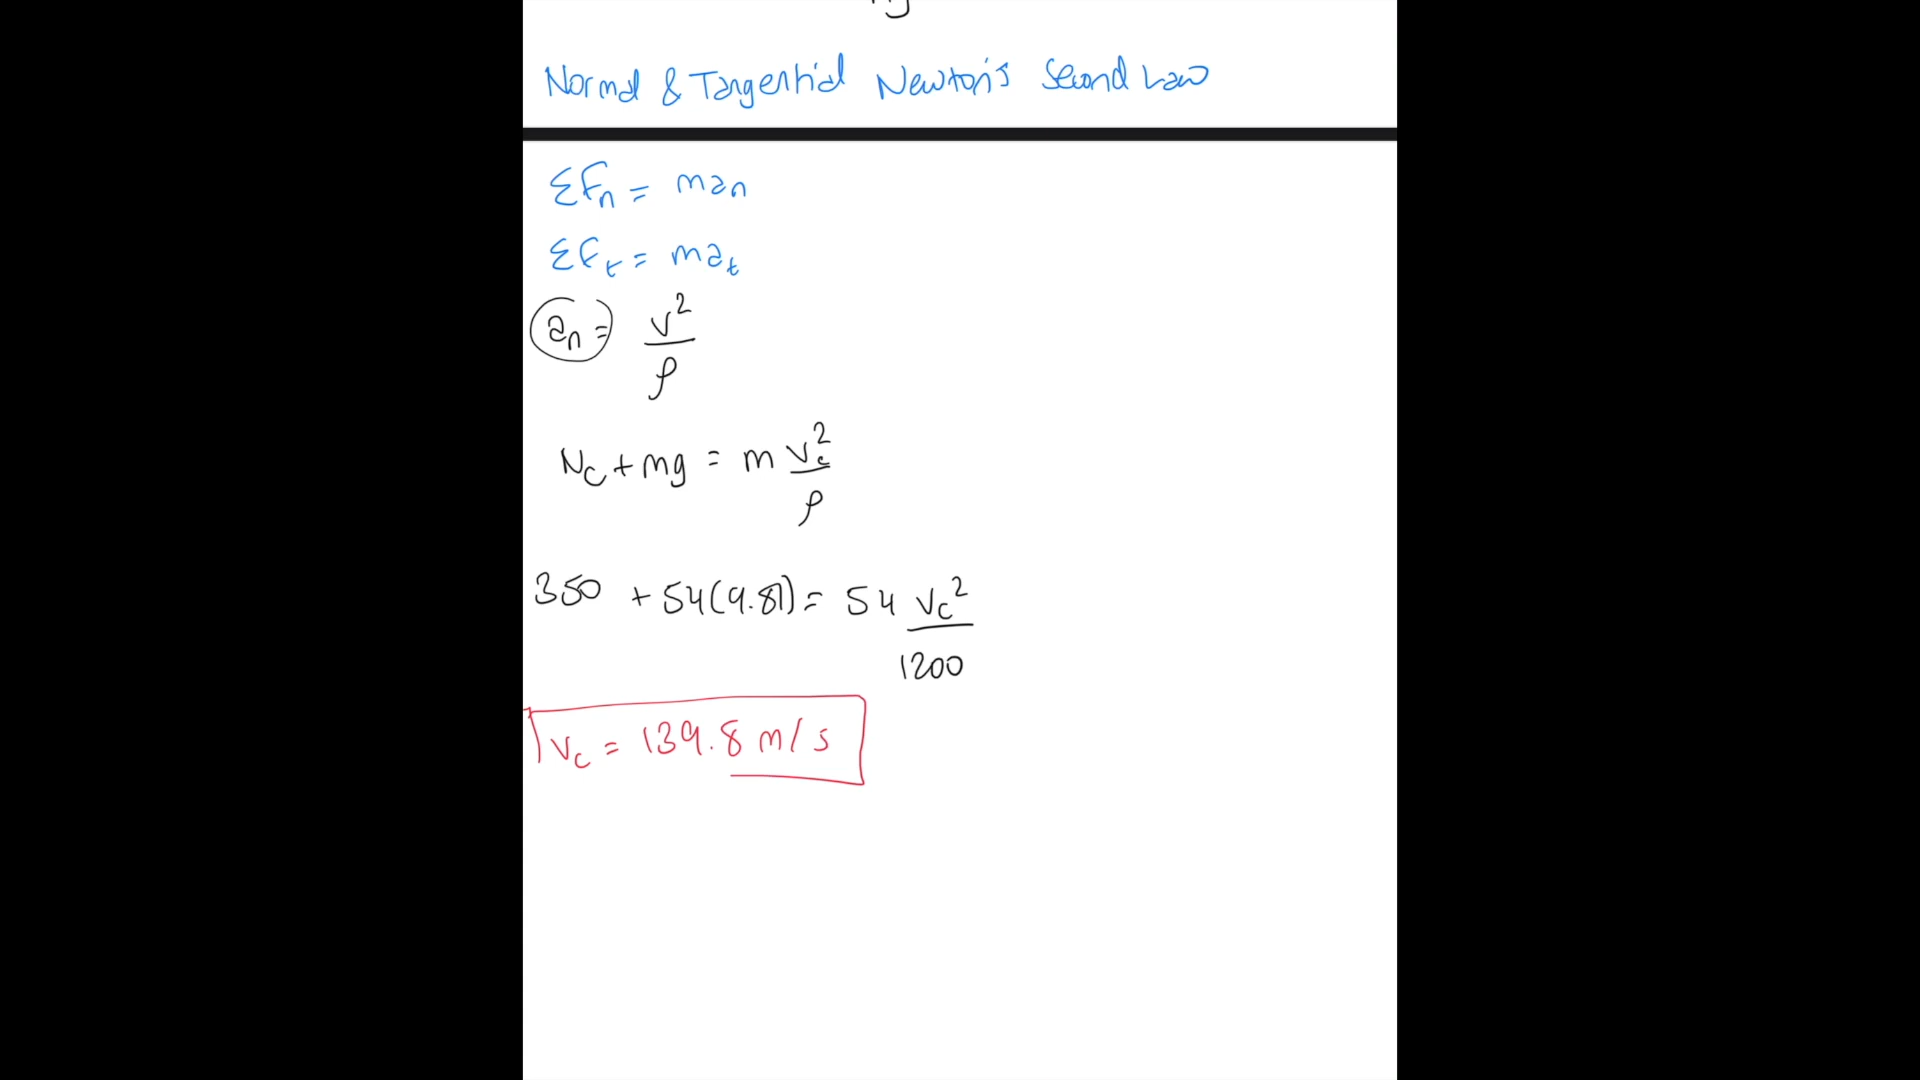 Normal & Tangential Newton's Second Law
ΣFn = man
ΣFt = mat
an = v²/ρ
Nc + mg = m vc²/ρ
350 + 54(9.81) = 54 vc²/1200
vc = 139.8 m/s